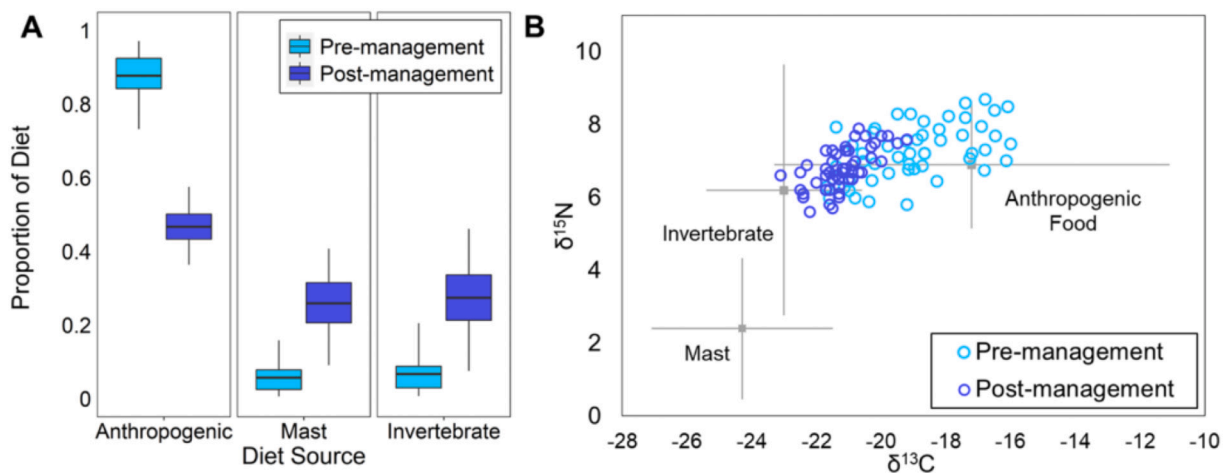 A
Proportion of Diet
1
0.8
0.6
0.4
0.2
0
Pre-management
Post-management
Anthropogenic
Mast
Invertebrate
Diet Source
B
δ15N
10
8
6
4
2
0
Invertebrate
Mast
Anthropogenic
Food
Pre-management
Post-management
-28 -26 -24 -22 -20 -18 -16 -14 -12 -10
δ13C